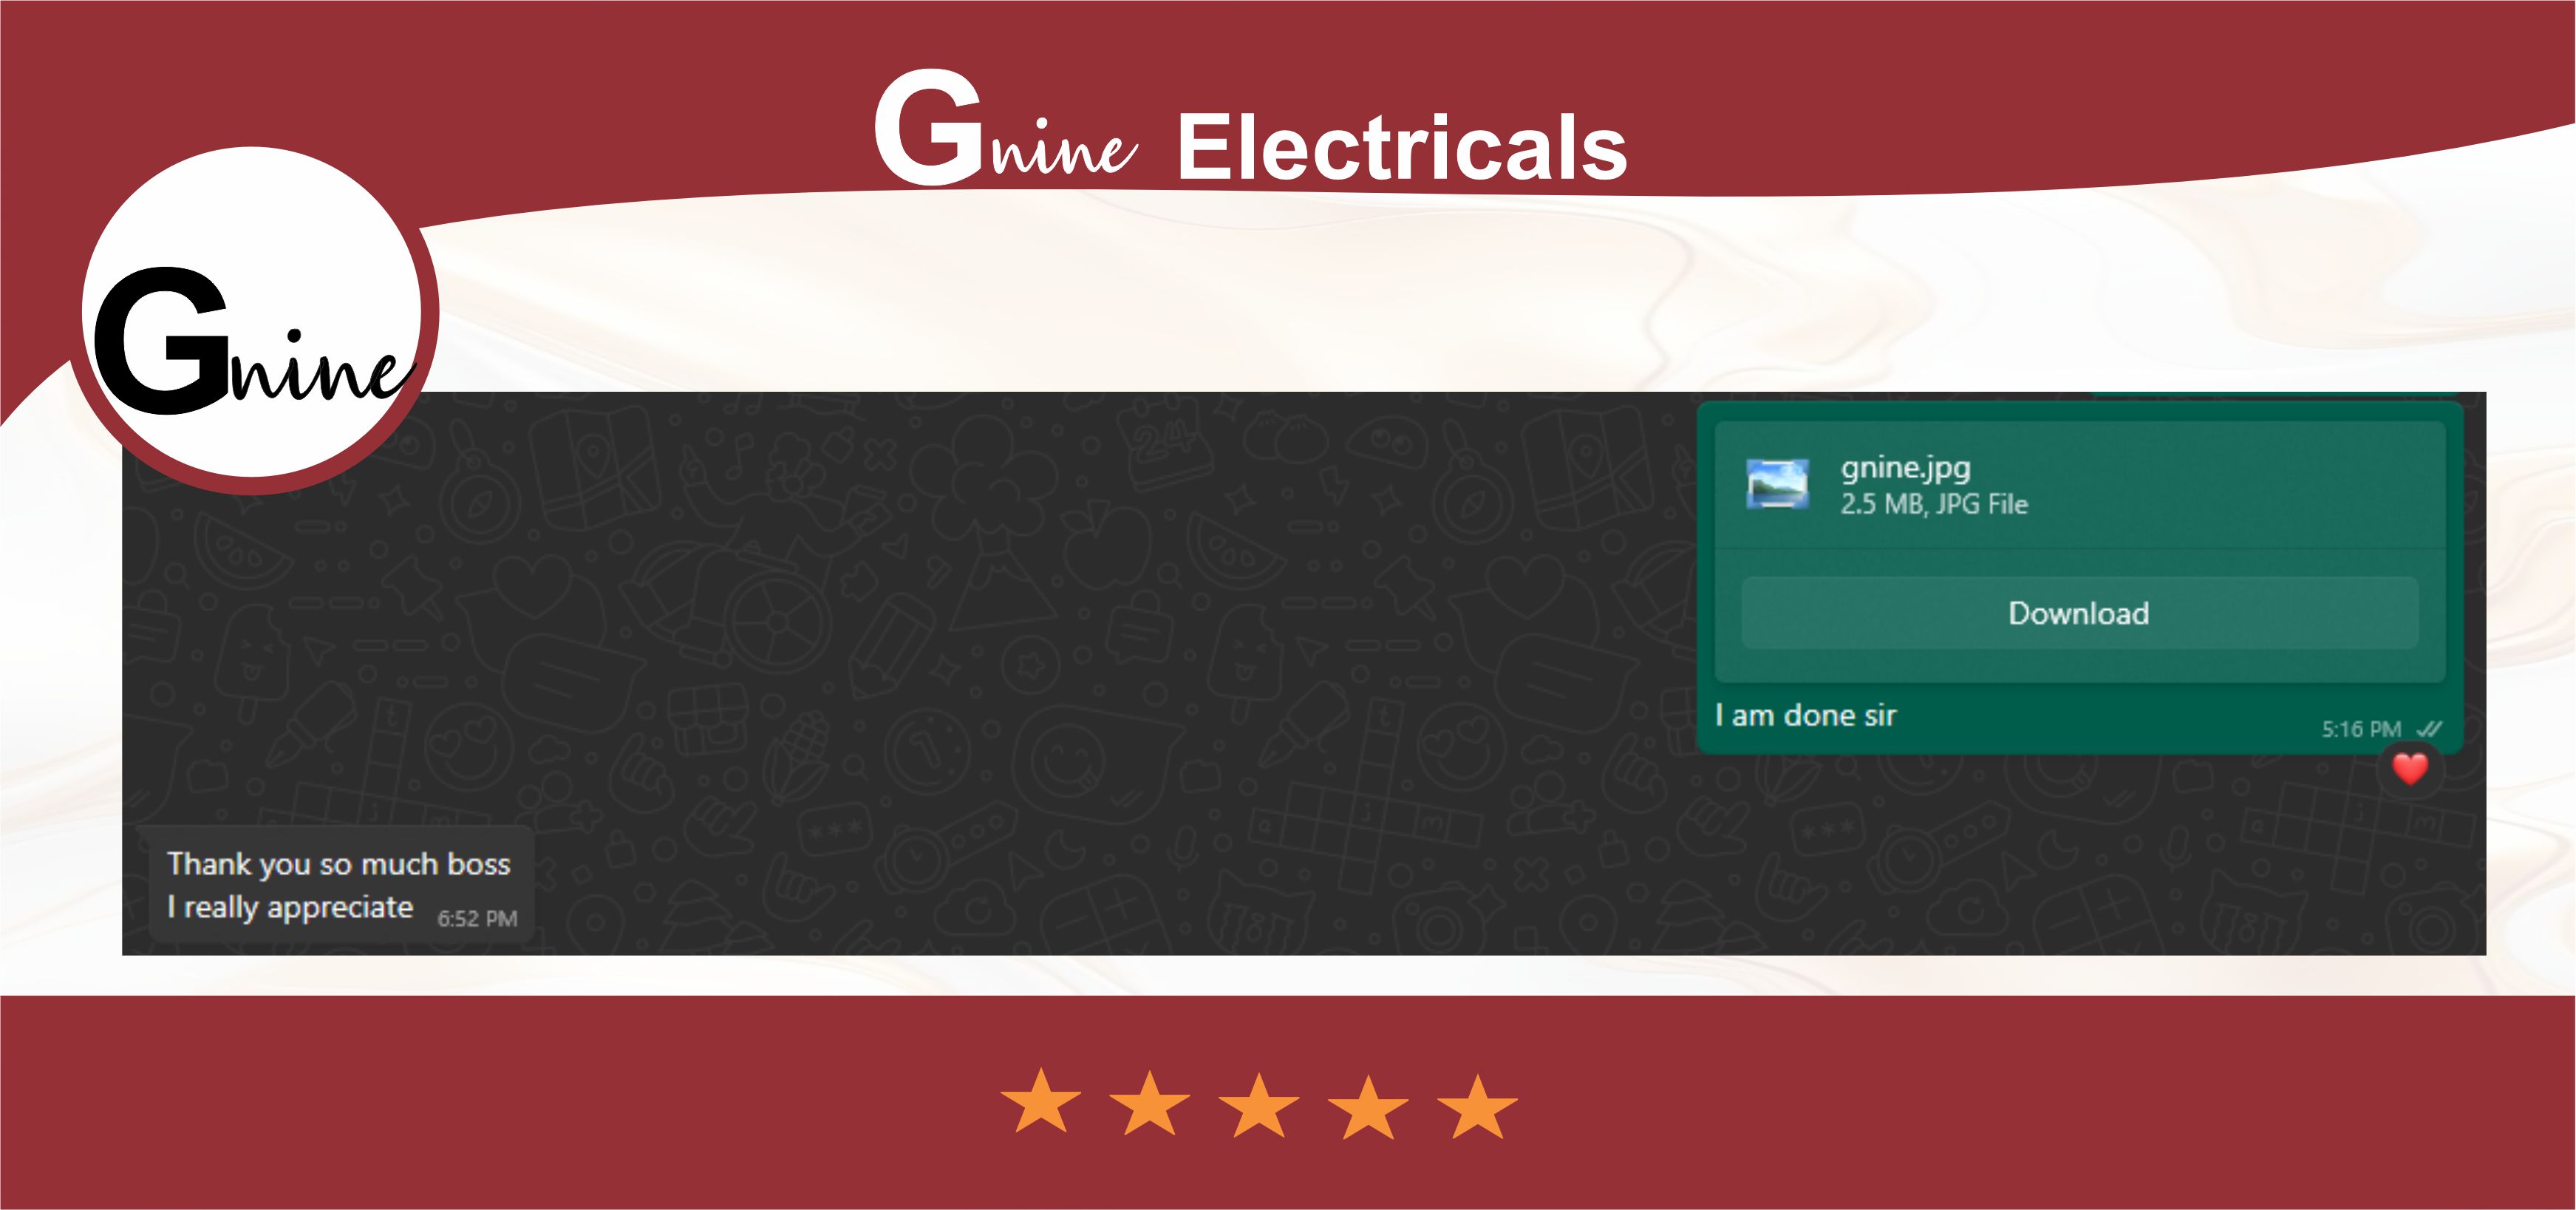 Gnine Electricals
Gnine
gnine.jpg
2.5 MB, JPG File
Download
I am done sir
5:16 PM
Thank you so much boss
I really appreciate 6:52 PM